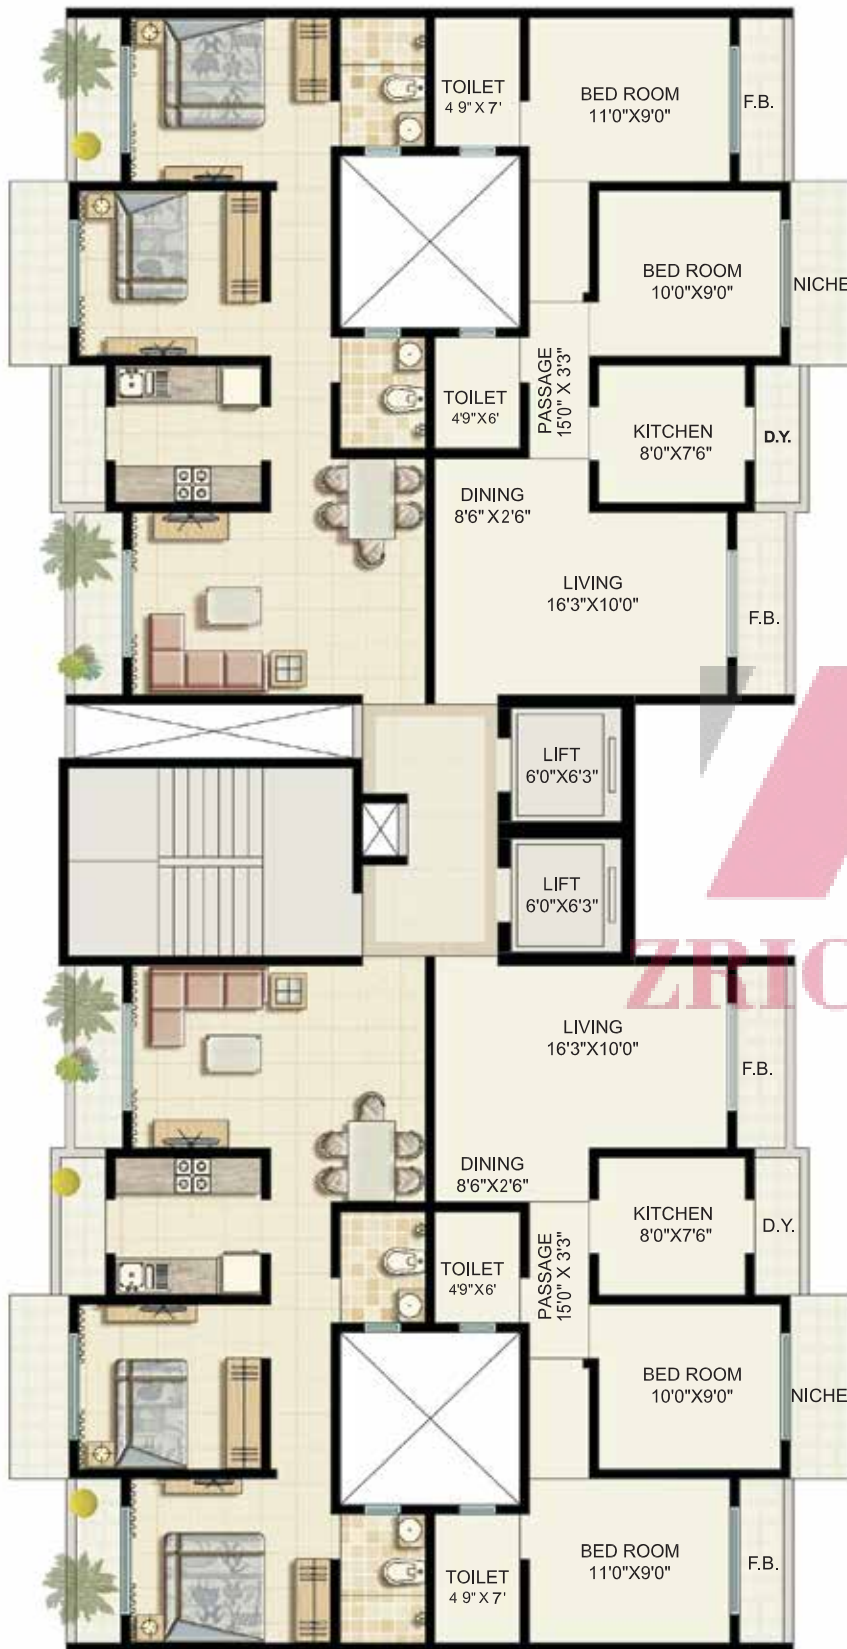 TOILET
4 9" X 7'
BED ROOM
11'0"X9'0"
F.B.
BED ROOM
10'0"X9'0"
NICHE
PASSAGE
15'0" X 3'3"
TOILET
4'9"X6'
KITCHEN
8'0"X7'6"
D.Y.
DINING
8'6" X2'6"
LIVING
16'3"X10'0"
F.B.
LIFT
6'0"X6'3"
LIFT
6'0"X6'3"
ZRIC
LIVING
16'3"X10'0"
F.B.
DINING
8'6"X2'6"
KITCHEN
8'0"X7'6"
D.Y.
TOILET
4'9"X6'
PASSAGE
15'0" X 3'3"
BED ROOM
10'0"X9'0"
NICHE
BED ROOM
11'0"X9'0"
F.B.
TOILET
4 9" X 7'